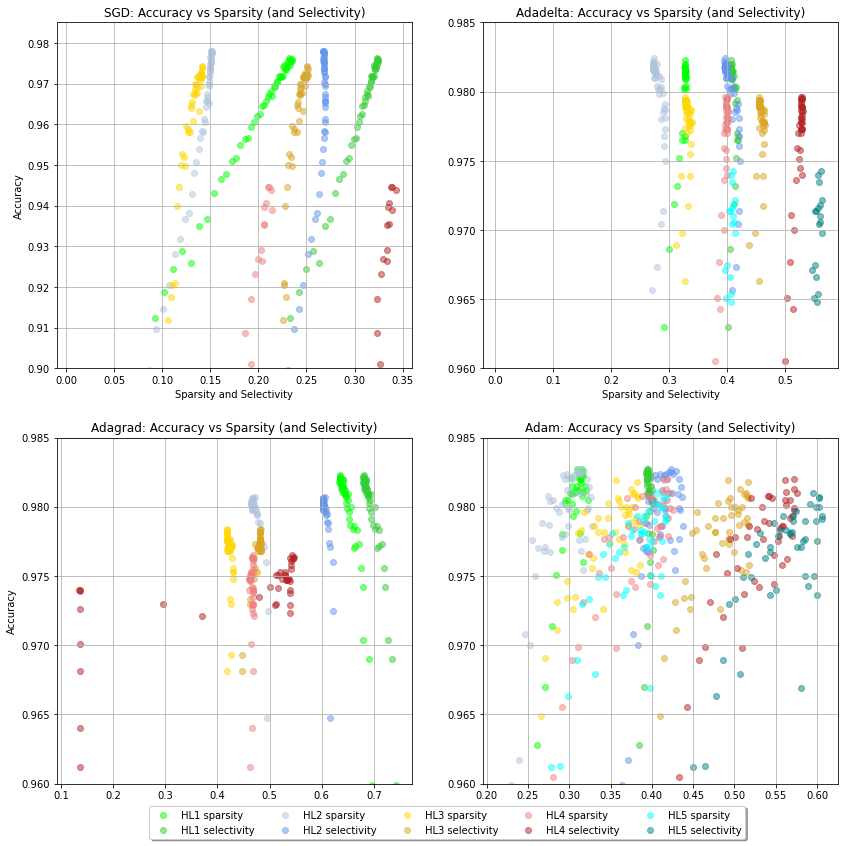 SGD: Accuracy vs Sparsity (and Selectivity)
Adadelta: Accuracy vs Sparsity (and Selectivity)
0.98
0.97
0.96
0.95
0.94
0.93
0.92
0.91
0.90
Accuracy
0.00 0.05 0.10 0.15 0.20 0.25 0.30 0.35
Sparsity and Selectivity
0.985
0.980
0.975
0.970
0.965
0.960
0.0 0.1 0.2 0.3 0.4 0.5
Sparsity and Selectivity
Adagrad: Accuracy vs Sparsity (and Selectivity)
Adam: Accuracy vs Sparsity (and Selectivity)
0.985
0.980
0.975
0.970
0.965
0.960
Accuracy
0.1 0.2 0.3 0.4 0.5 0.6 0.7
0.985
0.980
0.975
0.970
0.965
0.960
0.20 0.25 0.30 0.35 0.40 0.45 0.50 0.55 0.60
HL1 sparsity HL2 sparsity HL3 sparsity HL4 sparsity HL5 sparsity
HL1 selectivity HL2 selectivity HL3 selectivity HL4 selectivity HL5 selectivity